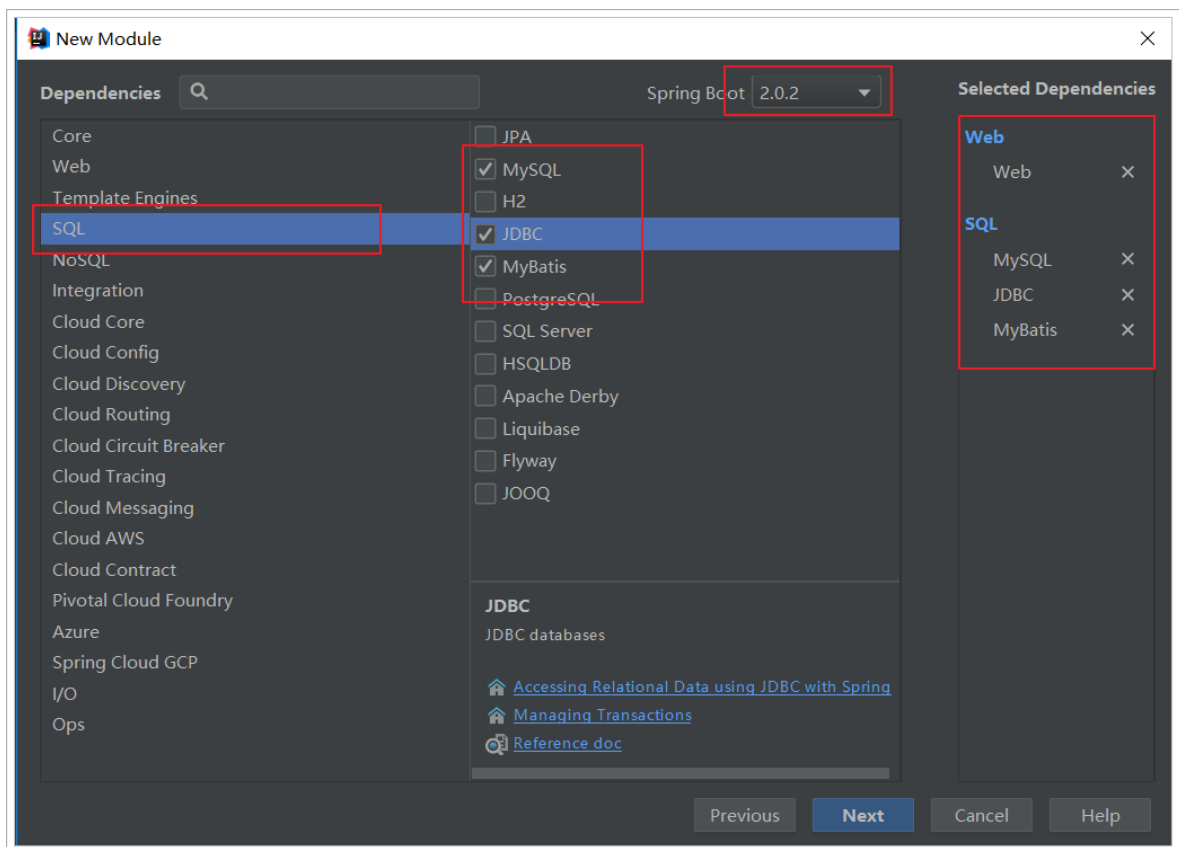 New Module
Dependencies
Spring Boot 2.0.2
Selected Dependencies
Core
Web
Template Engines
SQL
NoSQL
Integration
Cloud Core
Cloud Config
Cloud Discovery
Cloud Routing
Cloud Circuit Breaker
Cloud Tracing
Cloud Messaging
Cloud AWS
Cloud Contract
Pivotal Cloud Foundry
Azure
Spring Cloud GCP
I/O
Ops
JPA
MySQL
H2
JDBC
MyBatis
PostgreSQL
SQL Server
HSQLDB
Apache Derby
Liquibase
Flyway
JOOQ
JDBC
JDBC databases
Accessing Relational Data using JDBC with Spring
Managing Transactions
Reference doc
Web
Web
SQL
MySQL
JDBC
MyBatis
Previous
Next
Cancel
Help